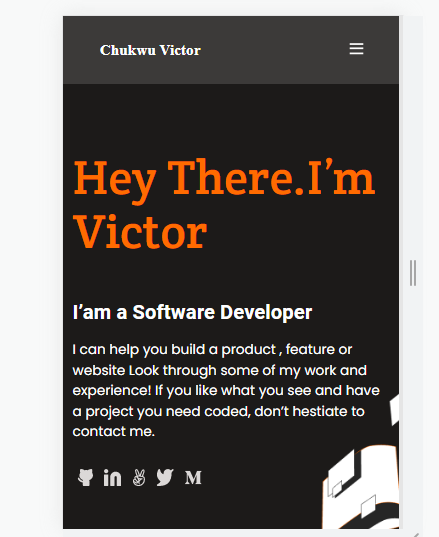 Chukwu Victor
Hey There.I’m
Victor
I’am a Software Developer
I can help you build a product , feature or
website Look through some of my work and
experience! If you like what you see and have
a project you need coded, don’t hestiate to
contact me.